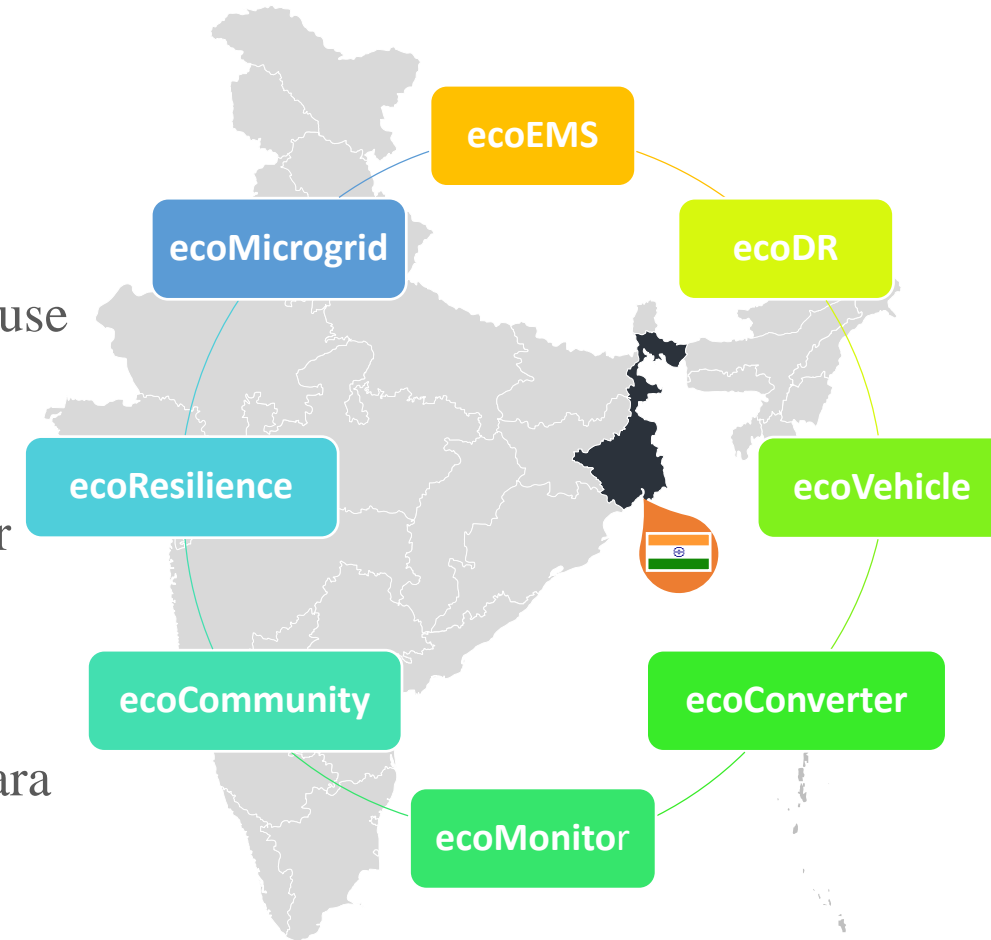 ecoEMS
ecoMicrogrid
ecoDR
use
ecoResilience
ecoVehicle
r
ecoCommunity
ecoConverter
ara
ecoMonitor